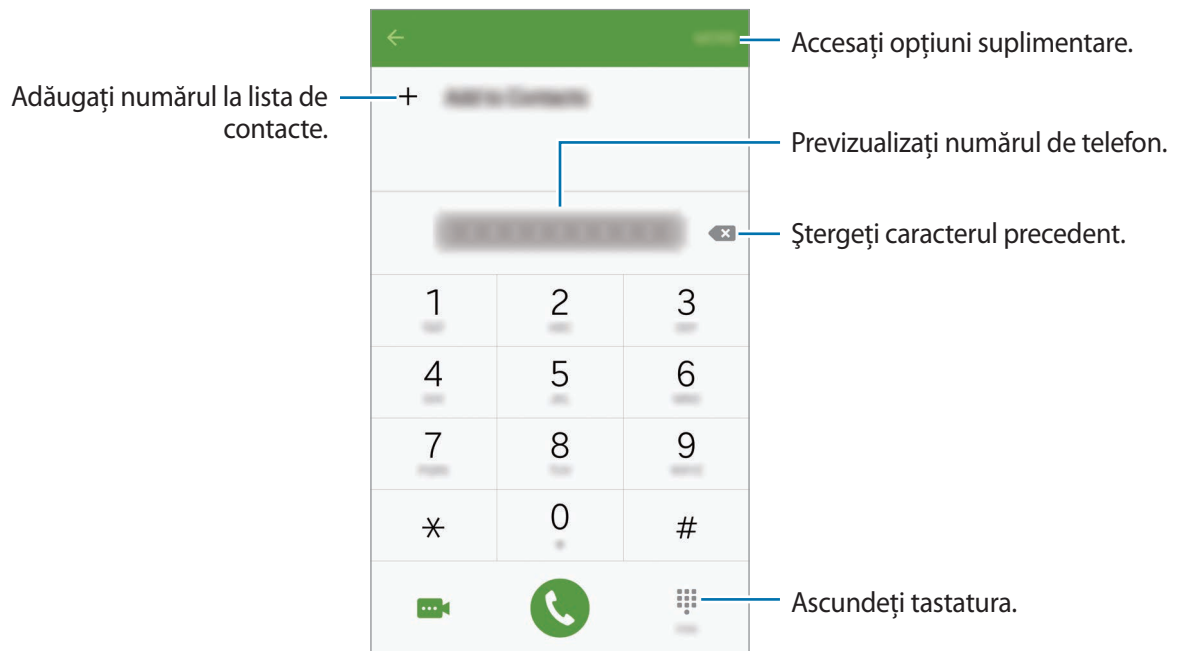 Accesați opțiuni suplimentare.
Adăugați numărul la lista de
contacte.
Previzualizați numărul de telefon.
Ştergeți caracterul precedent.
1 2 3
4 5 6
7 8 9
* 0 #
Ascundeți tastatura.